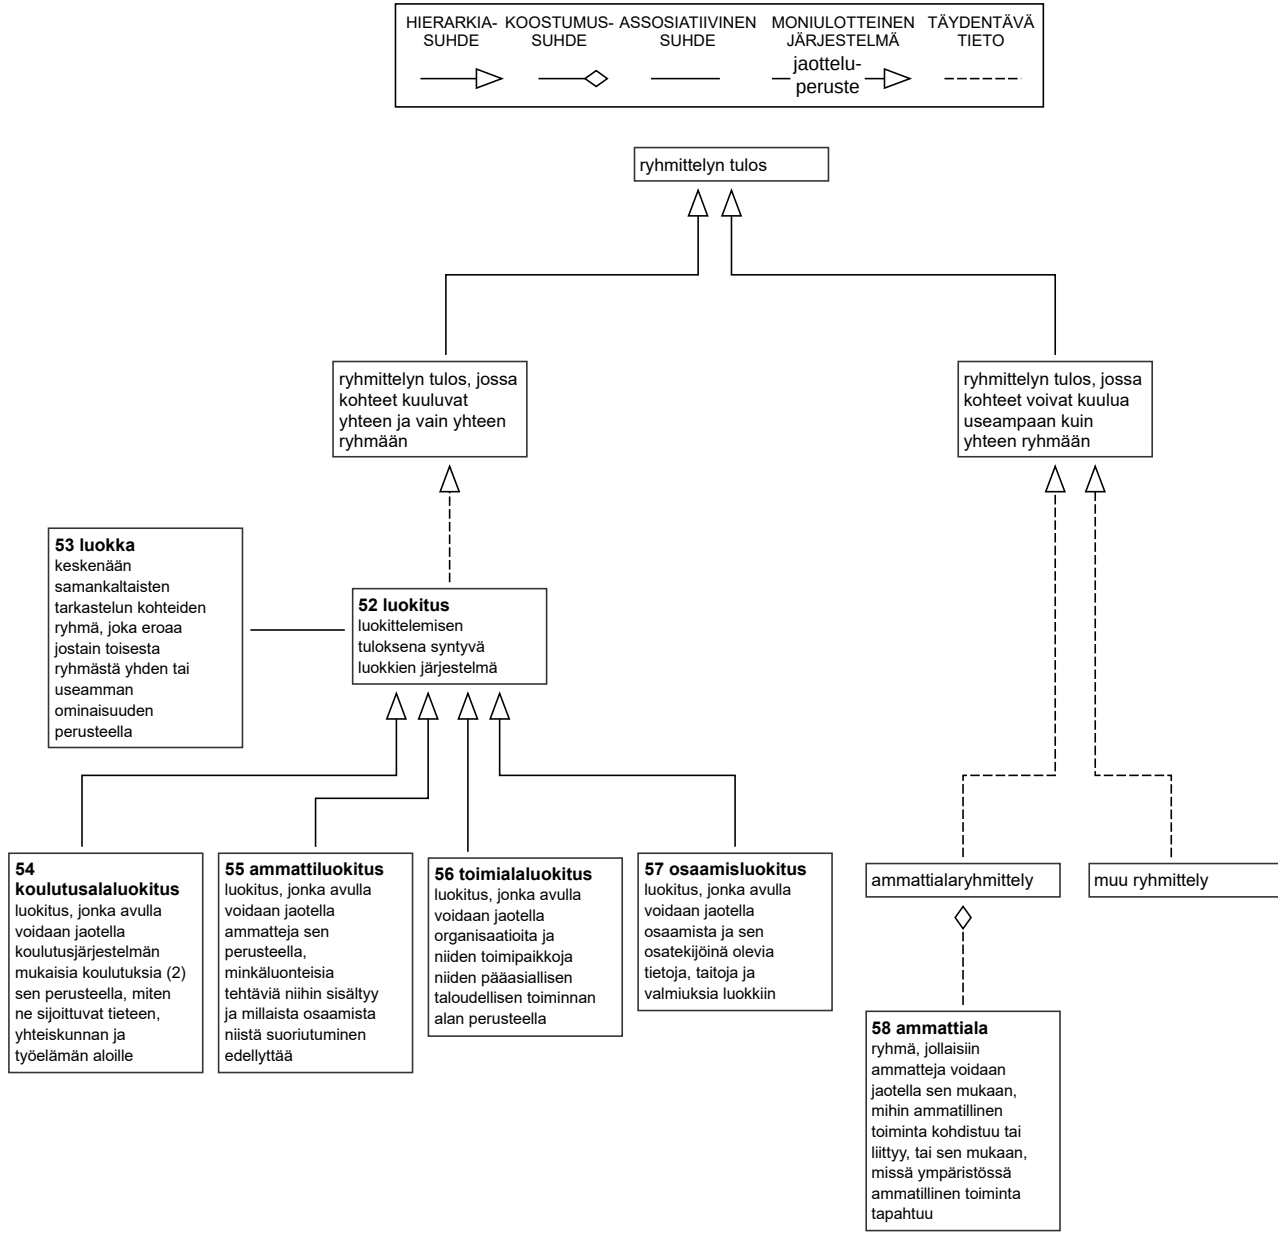 HIERARKIA-
SUHDE
KOOSTUMUS-
SUHDE
ASSOSIATIIVINEN
SUHDE
MONIULOTTEINEN
JÄRJESTELMÄ
TÄYDENTÄVÄ
TIETO
jaottelu-
peruste
ryhmittelyn tulos
ryhmittelyn tulos, jossa
kohteet kuuluvat
yhteen ja vain yhteen
ryhmään
ryhmittelyn tulos, jossa
kohteet voivat kuulua
useampaan kuin
yhteen ryhmään
53 luokka
keskenään
samankaltaisten
tarkastelun kohteiden
ryhmä, joka eroaa
jostain toisesta
ryhmästä yhden tai
useamman
ominaisuuden
perusteella
52 luokitus
luokittelemisen
tuloksena syntyvä
luokkien järjestelmä
54
koulutusalaluokitus
luokitus, jonka avulla
voidaan jaotella
koulutusjärjestelmän
mukaisia koulutuksia (2)
sen perusteella, miten
ne sijoittuvat tieteen,
yhteiskunnan ja
työelämän aloille
55 ammattiluokitus
luokitus, jonka avulla
voidaan jaotella
ammatteja sen
perusteella,
minkäluonteisia
tehtäviä niihin sisältyy
ja millaista osaamista
niistä suoriutuminen
edellyttää
56 toimialaluokitus
luokitus, jonka avulla
voidaan jaotella
organisaatioita ja
niiden toimipaikkoja
niiden pääasiallisen
taloudellisen toiminnan
alan perusteella
57 osaamisluokitus
luokitus, jonka avulla
voidaan jaotella
osaamista ja sen
osatekijöinä olevia
tietoja, taitoja ja
valmiuksia luokkiin
ammattialaryhmittely
muu ryhmittely
58 ammattiala
ryhmä, jollaisiin
ammatteja voidaan
jaotella sen mukaan,
mihin ammatillinen
toiminta kohdistuu tai
liittyy, tai sen mukaan,
missä ympäristössä
ammatillinen toiminta
tapahtuu